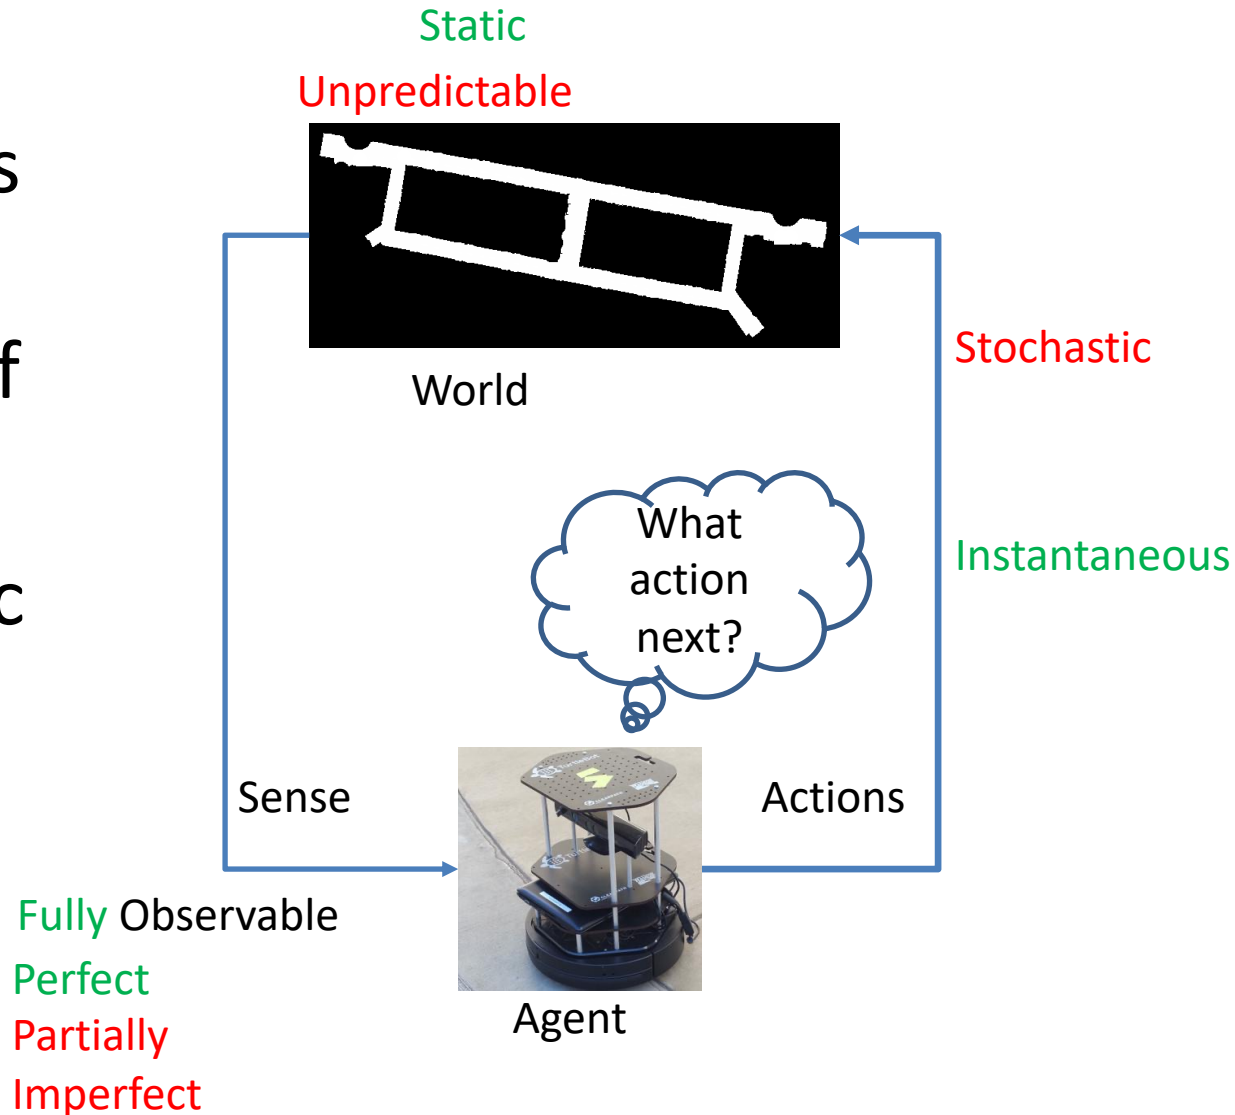 Static
Unpredictable
s
World
Stochastic
f
What
action
next?
Instantaneous
c
Sense
Actions
Fully Observable
Perfect
Agent
Partially
Imperfect